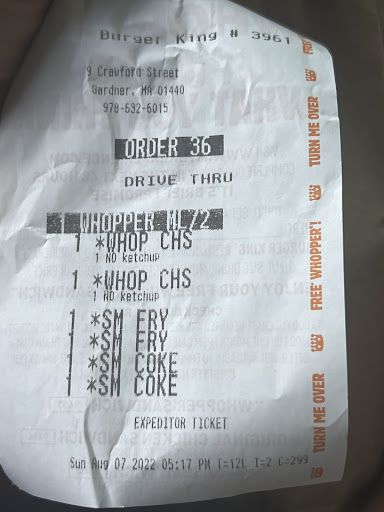 Burger King # 3961
9 Crawford Street
Gardner, MA 01440
978-632-6015
ORDER 36
DRIVE THRU
1 WHOPPER ML/2
1 *WHOP CHS
1 NO ketchup
1 *WHOP CHS
1 NO ketchup
1 *SM FRY
1 *SM FRY
1 *SM COKE
1 *SM COKE
EXPEDITOR TICKET
Sun Aug 07 2022 05:17 PM T=12L T=2 C=299
FREE
TURN ME OVER
FREE WHOPPER!
TURN ME OVER